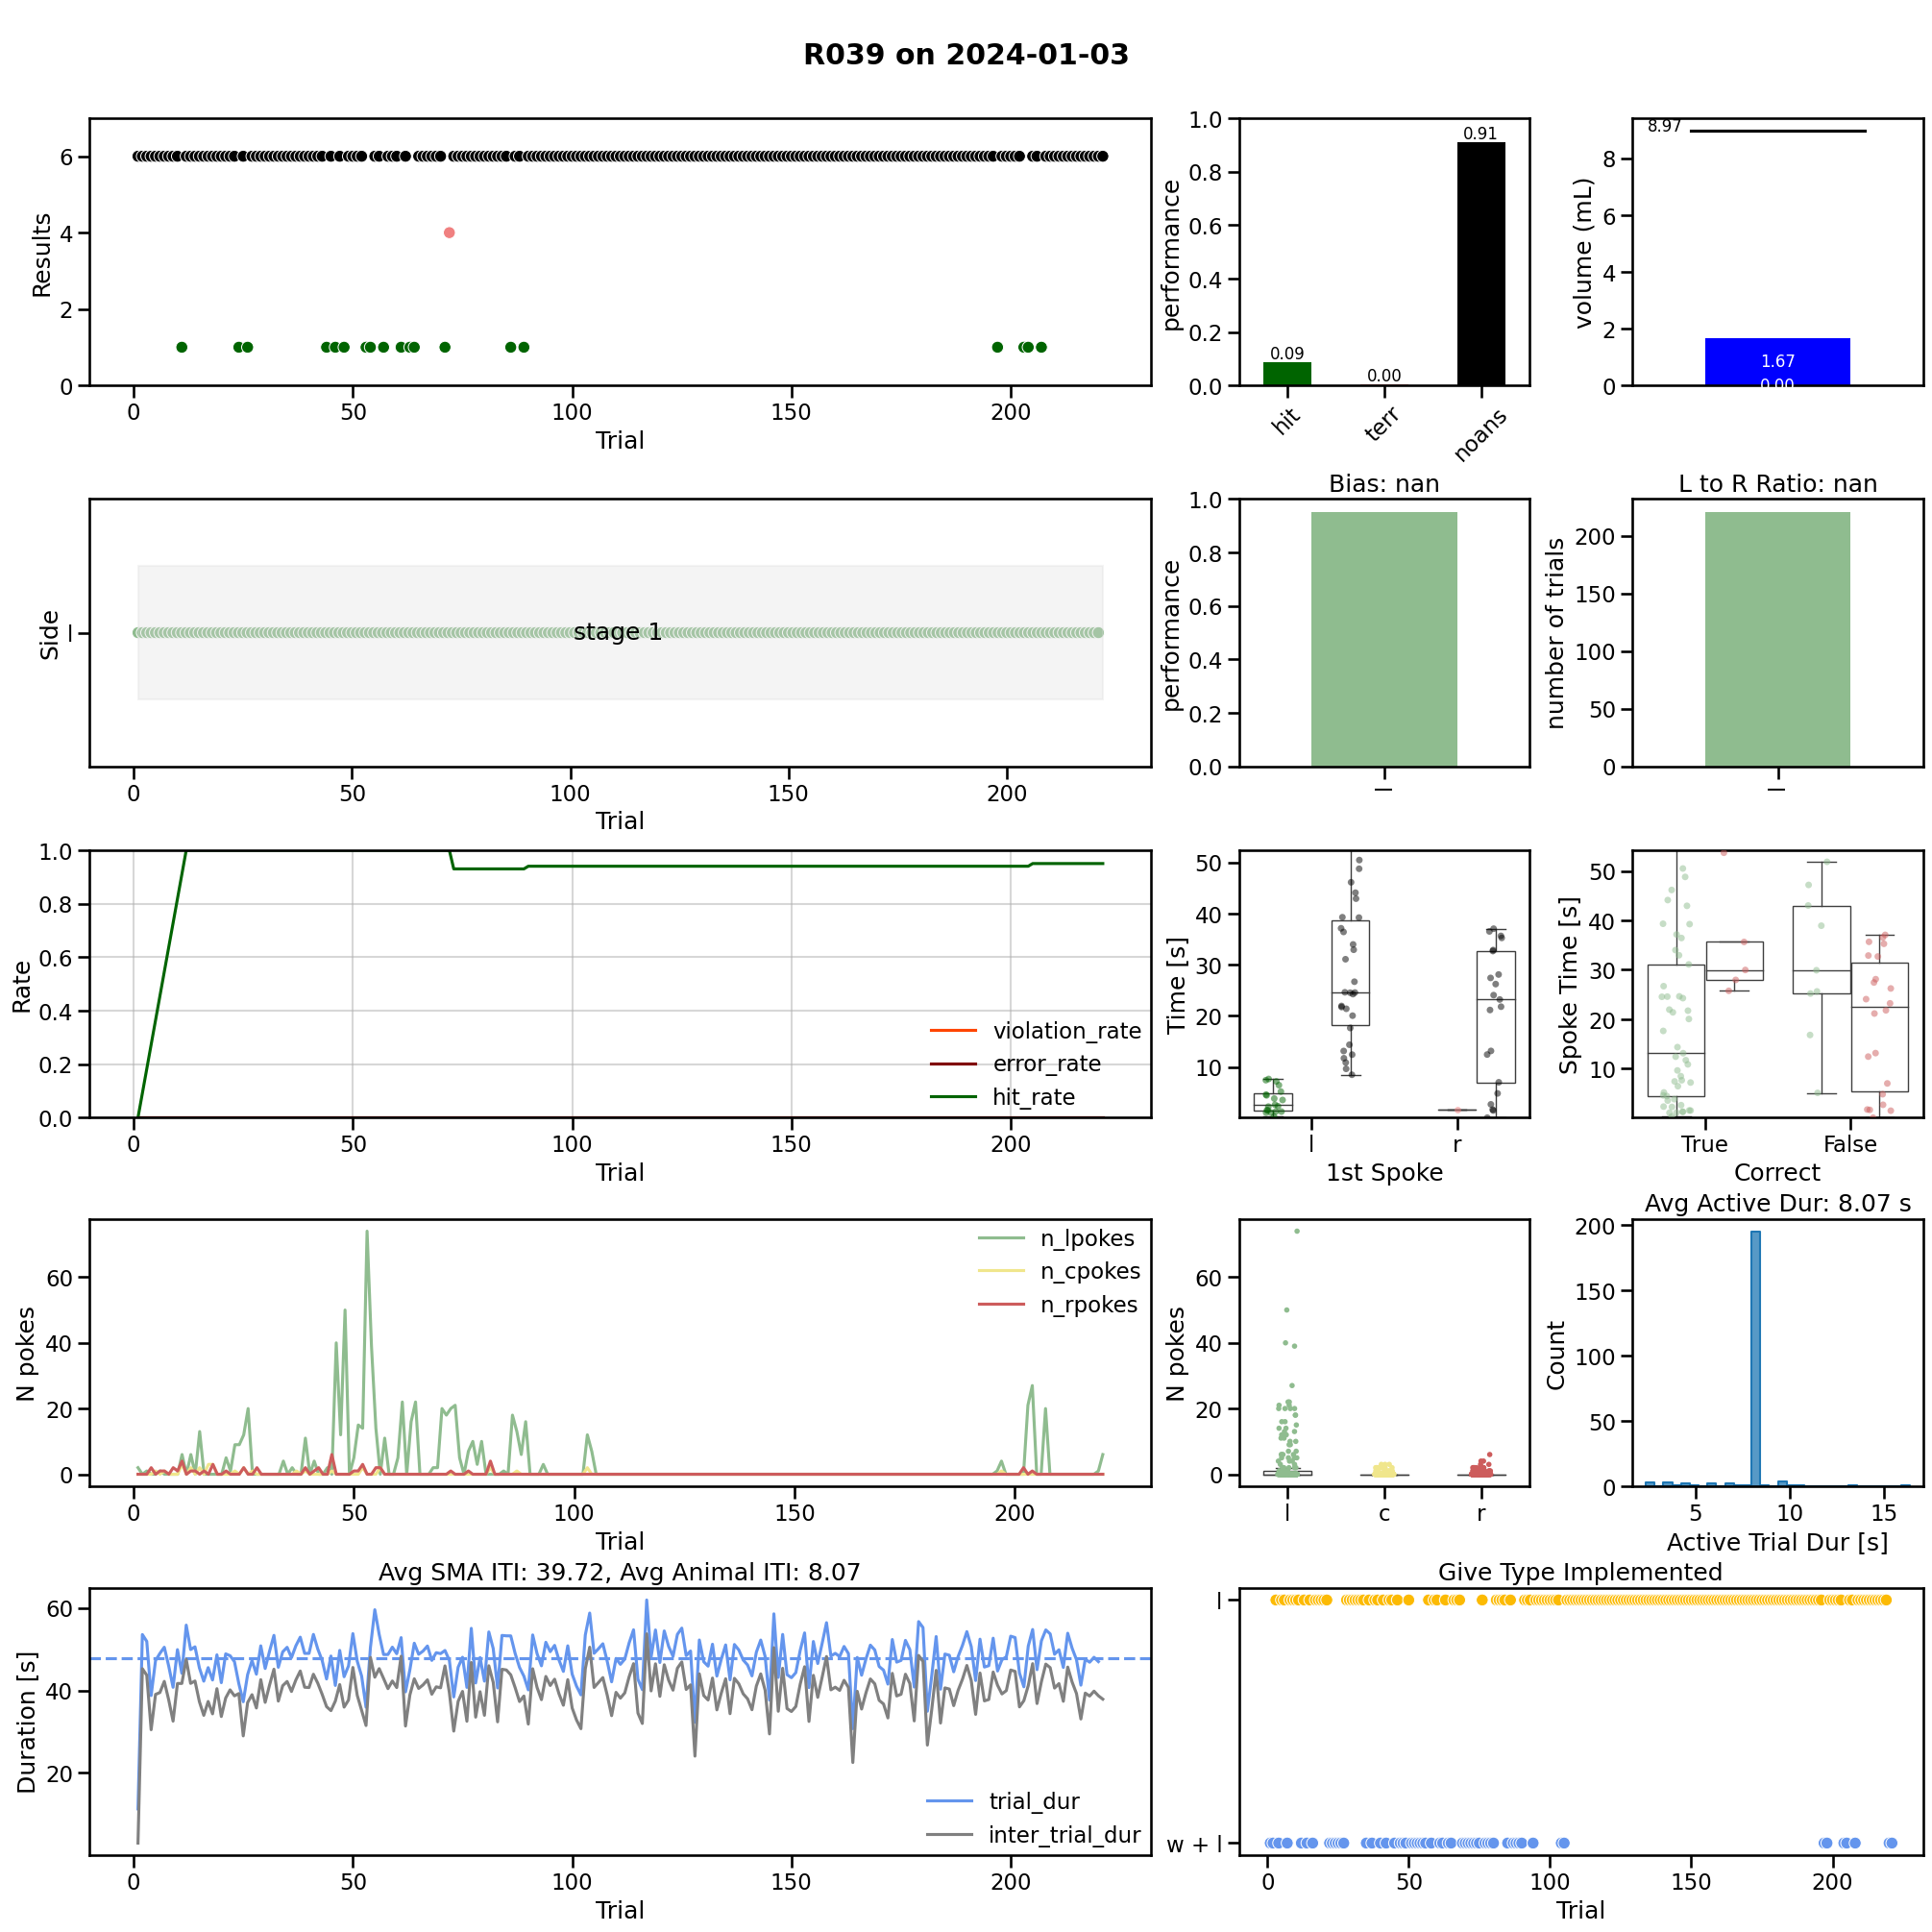 R039 on 2024-01-03
Results
6
4
2
0
0
50
100
150
200
Trial
performance
1.0
0.8
0.6
0.4
0.2
0.0
0.09
0.00
0.91
hit
terr
noans
volume (mL)
8
6
4
2
0
8.97
1.67
0.00
Side
l
stage 1
0
50
100
150
200
Trial
Bias: nan
performance
1.0
0.8
0.6
0.4
0.2
0.0
l
L to R Ratio: nan
number of trials
200
150
100
50
0
l
Rate
1.0
0.8
0.6
0.4
0.2
0.0
violation_rate
error_rate
hit_rate
0
50
100
150
200
Trial
Time [s]
50
40
30
20
10
l
r
1st Spoke
Spoke Time [s]
50
40
30
20
10
True
False
Correct
N pokes
60
40
20
0
n_lpokes
n_cpokes
n_rpokes
0
50
100
150
200
Trial
N pokes
60
40
20
0
l
c
r
Avg Active Dur: 8.07 s
Count
200
150
100
50
0
5
10
15
Active Trial Dur [s]
Avg SMA ITI: 39.72, Avg Animal ITI: 8.07
Duration [s]
60
40
20
trial_dur
inter_trial_dur
0
50
100
150
200
Trial
Give Type Implemented
l
w + l
0
50
100
150
200
Trial